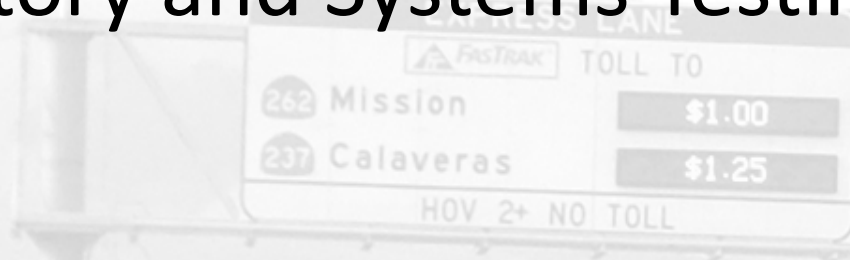 tory and Systems Testin
EXPRESS LANE
FASTRAK TOLL TO
262 Mission $1.00
237 Calaveras $1.25
HOV 2+ NO TOLL